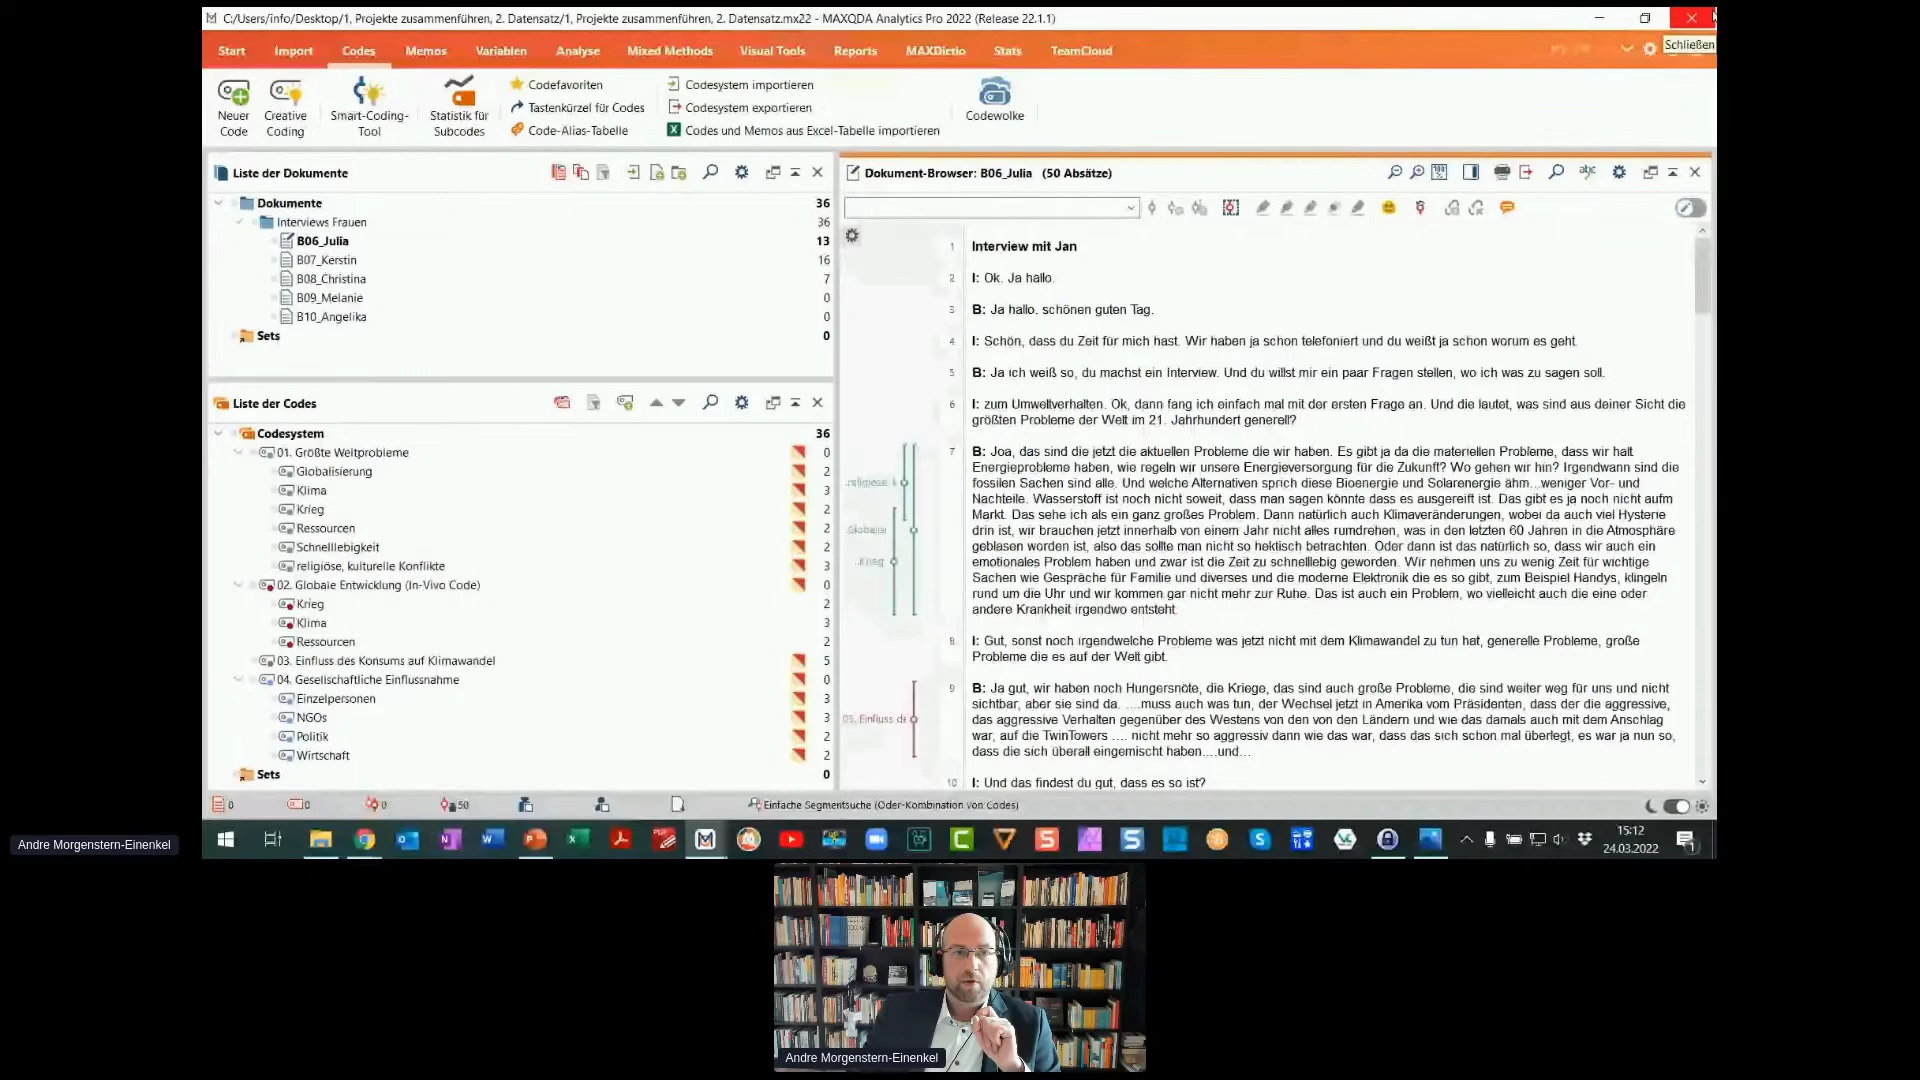 C:/Users/info/Desktop/1, Projekte zusammenführen, 2. Datensatz/1, Projekte zusammenführen, 2. Datensatz.mx22 - MAXQDA Analytics Pro 2022 (Release 22.1.1)
Start Import Codes Memos Variablen Analyse Mixed Methods Visual Tools Reports MAXDictio Stats TeamCloud
Schließen
Neuer Code
Creative Coding
Smart-Coding-Tool
Statistik für Subcodes
Codefavoriten
Tastenkürzel für Codes
Code-Alias-Tabelle
Codesystem importieren
Codesystem exportieren
Codes und Memos aus Excel-Tabelle importieren
Codewolke
Liste der Dokumente
Dokumente 36
Interviews Frauen 36
B06_Julia 13
B07_Kerstin 16
B08_Christina 7
B09_Melanie 0
B10_Angelika 0
Sets 0
Liste der Codes
Codesystem 36
01. Größte Weltprobleme 0
Globalisierung 2
Klima 3
Krieg 2
Ressourcen 2
Schnelllebigkeit 2
religiöse, kulturelle Konflikte 3
02. Globale Entwicklung (In-Vivo Code) 0
Krieg 2
Klima 3
Ressourcen 2
03. Einfluss des Konsums auf Klimawandel 5
04. Gesellschaftliche Einflussnahme 0
Einzelpersonen 3
NGOs 3
Politik 2
Wirtschaft 2
Sets 0
Dokument-Browser: B06_Julia (50 Absätze)
1 Interview mit Jan
2 I: Ok. Ja hallo.
3 B: Ja hallo. schönen guten Tag.
4 I: Schön, dass du Zeit für mich hast. Wir haben ja schon telefoniert und du weißt ja schon worum es geht.
5 B: Ja ich weiß so, du machst ein Interview. Und du willst mir ein paar Fragen stellen, wo ich was zu sagen soll.
6 I: zum Umweltverhalten. Ok, dann fang ich einfach mal mit der ersten Frage an. Und die lautet, was sind aus deiner Sicht die
größten Probleme der Welt im 21. Jahrhundert generell?
7 B: Joa, das sind die jetzt die aktuellen Probleme die wir haben. Es gibt ja da die materiellen Probleme, dass wir halt
Energieprobleme haben, wie regeln wir unsere Energieversorgung für die Zukunft? Wo gehen wir hin? Irgendwann sind die
fossilen Sachen sind alle. Und welche Alternativen sprich diese Bioenergie und Solarenergie ähm...weniger Vor- und
Nachteile. Wasserstoff ist noch nicht soweit, dass man sagen könnte dass es ausgereift ist. Das gibt es ja noch nicht aufm
Markt. Das sehe ich als ein ganz großes Problem. Dann natürlich auch Klimaveränderungen, wobei da auch viel Hysterie
drin ist, wir brauchen jetzt innerhalb von einem Jahr nicht alles rumdrehen, was in den letzten 60 Jahren in die Atmosphäre
geblasen worden ist, also das sollte man nicht so hektisch betrachten. Oder dann ist das natürlich so, dass wir auch ein
emotionales Problem haben und zwar ist die Zeit zu schnelllebig geworden. Wir nehmen uns zu wenig Zeit für wichtige
Sachen wie Gespräche für Familie und diverses und die moderne Elektronik die es so gibt, zum Beispiel Handys, klingeln
rund um die Uhr und wir kommen gar nicht mehr zur Ruhe. Das ist auch ein Problem, wo vielleicht auch die eine oder
andere Krankheit irgendwo entsteht.
8 I: Gut, sonst noch irgendwelche Probleme was jetzt nicht mit dem Klimawandel zu tun hat, generelle Probleme, große
Probleme die es auf der Welt gibt.
9 B: Ja gut, wir haben noch Hungersnöte, die Kriege, das sind auch große Probleme, die sind weiter weg für uns und nicht
sichtbar, aber sie sind da. ....muss auch was tun, der Wechsel jetzt in Amerika vom Präsidenten, dass der die aggressive,
das aggressive Verhalten gegenüber des Westens von den von den Ländern und wie das damals auch mit dem Anschlag
war, auf die TwinTowers .... nicht mehr so aggressiv dann wie das war, dass das sich schon mal überlegt, es war ja nun so,
dass die sich überall eingemischt haben....und...
10 I: Und das findest du gut, dass es so ist?
..religiöse, k
Globalis
..Krieg
03. Einfluss de
0 0 0 50
Einfache Segmentsuche (Oder-Kombination von Codes)
15:12
24.03.2022
Andre Morgenstern-Einenkel
Andre Morgenstern-Einenkel